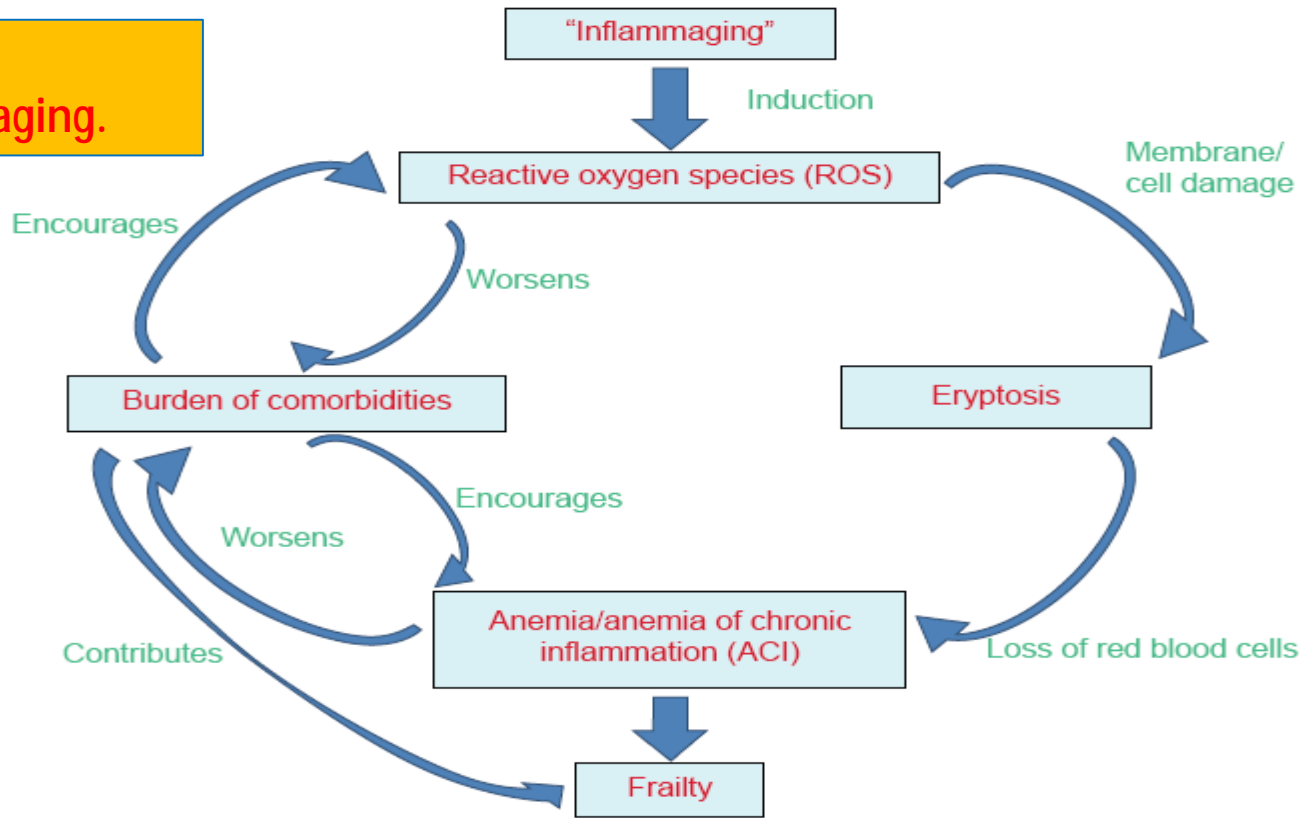 aging.
“Inflammaging”
Induction
Reactive oxygen species (ROS)
Membrane/
cell damage
Encourages
Worsens
Burden of comorbidities
Eryptosis
Encourages
Worsens
Anemia/anemia of chronic
inflammation (ACI)
Contributes
Loss of red blood cells
Frailty